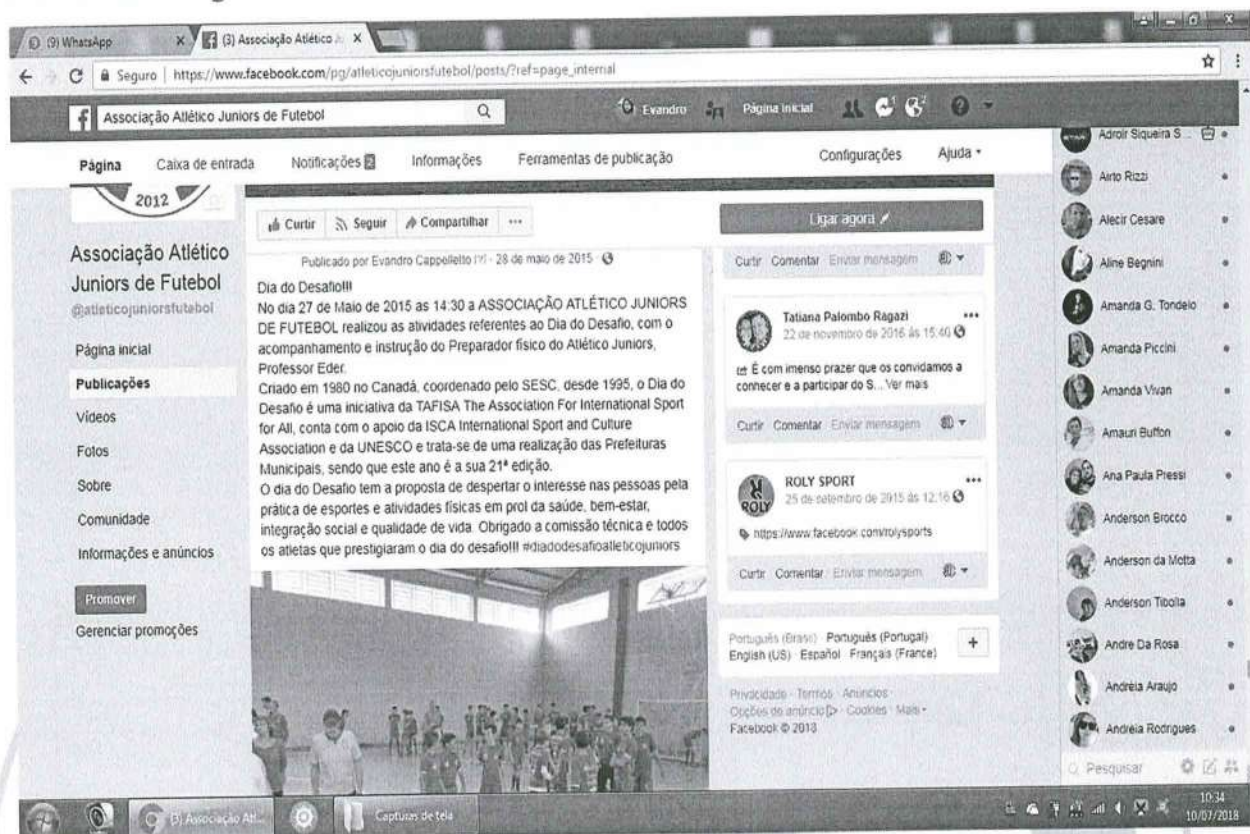 (9) WhatsApp
(3) Associação Atlético Ju
Seguro | https://www.facebook.com/pg/atleticojuniorsfutebol/posts/?ref=page_internal
Associação Atlético Juniors de Futebol
Evandro
Página inicial
Página
Caixa de entrada
Notificações 2
Informações
Ferramentas de publicação
Configurações
Ajuda
2012
Associação Atlético
Juniors de Futebol
@atleticojuniorsfutebol
Página inicial
Publicações
Vídeos
Fotos
Sobre
Comunidade
Informações e anúncios
Promover
Gerenciar promoções
Curtir Seguir Compartilhar ...
Ligar agora
Publicado por Evandro Cappelletto [?] · 28 de maio de 2015 ·
Dia do Desafio!!!
No dia 27 de Maio de 2015 as 14:30 a ASSOCIAÇÃO ATLÉTICO JUNIORS
DE FUTEBOL realizou as atividades referentes ao Dia do Desafio, com o
acompanhamento e instrução do Preparador físico do Atlético Juniors,
Professor Eder.
Criado em 1980 no Canadá, coordenado pelo SESC, desde 1995, o Dia do
Desafio é uma iniciativa da TAFISA The Association For International Sport
for All, conta com o apoio da ISCA International Sport and Culture
Association e da UNESCO e trata-se de uma realização das Prefeituras
Municipais, sendo que este ano é a sua 21ª edição.
O dia do Desafio tem a proposta de despertar o interesse nas pessoas pela
prática de esportes e atividades físicas em prol da saúde, bem-estar,
integração social e qualidade de vida. Obrigado a comissão técnica e todos
os atletas que prestigiaram o dia do desafio!!! #diadodesafioatleticojuniors
Curtir Comentar Enviar mensagem
Tatiana Palombo Ragazi
22 de novembro de 2016 às 15:40
É com imenso prazer que os convidamos a
conhecer e a participar do S... Ver mais
Curtir Comentar Enviar mensagem
ROLY
ROLY SPORT
25 de setembro de 2015 às 12:16
https://www.facebook.com/rolysports
Curtir Comentar Enviar mensagem
Português (Brasil) · Português (Portugal)
English (US) · Español · Français (France)
+
Privacidade · Termos · Anúncios ·
Opções de anúncio · Cookies · Mais
Facebook © 2018
Adroir Siqueira S...
Airto Rizzi
Alecir Cesare
Aline Begnini
Amanda G. Tondelo
Amanda Piccini
Amanda Vivan
Amauri Buffon
Ana Paula Pressi
Anderson Brocco
Anderson da Motta
Anderson Tibolla
Andre Da Rosa
Andréia Araujo
Andréia Rodrigues
Pesquisar
(3) Associação Atl...
Capturas de tela
10:34
10/07/2018